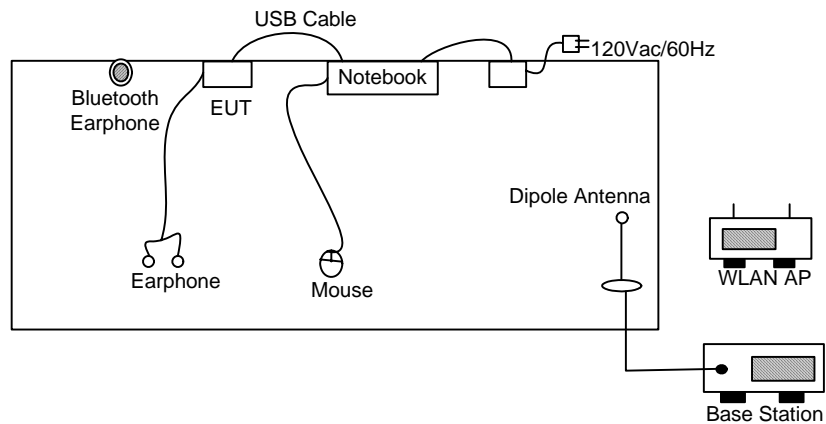 USB Cable
120Vac/60Hz
Notebook
Bluetooth
Earphone
EUT
Dipole Antenna
Earphone
Mouse
WLAN AP
Base Station